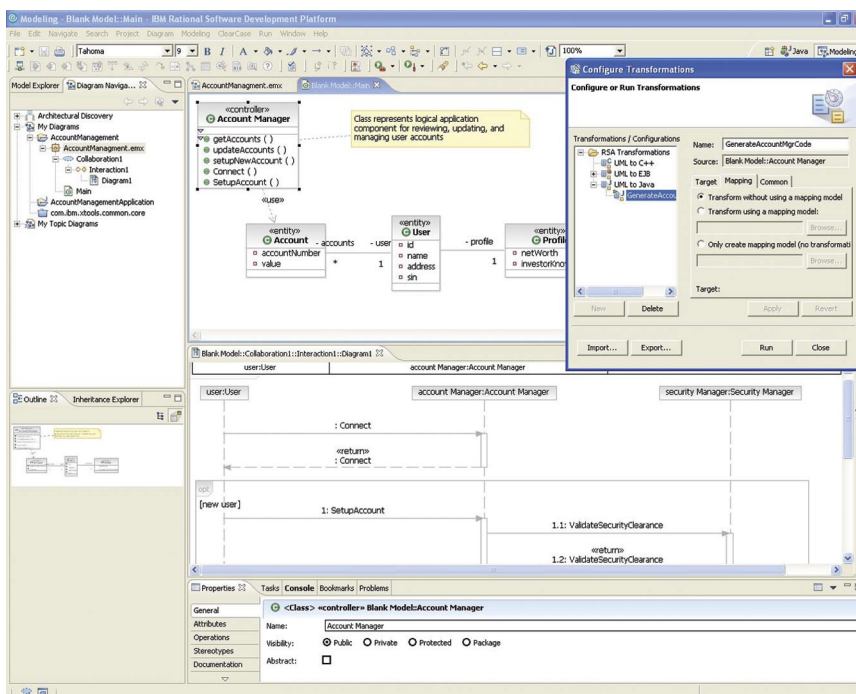 Modeling - Blank Model::Main - IBM Rational Software Development Platform
File Edit Navigate Search Project Diagram Modeling ClearCase Run Window Help
Tahoma 9 B I A 100% Java Modeling
Model Explorer Diagram Naviga...
Architectural Discovery
My Diagrams
AccountManagement
AccountManagment.emx
Collaboration1
Interaction1
Diagram1
Main
AccountManagementApplication
com.ibm.xtools.common.core
My Topic Diagrams
Outline Inheritance Explorer
AccountManagment.emx Blank Model::Main
«controller»
Account Manager
getAccounts ( )
updateAccounts ( )
setupNewAccount ( )
Connect ( )
SetupAccount ( )
Class represents logical application
component for reviewing, updating, and
managing user accounts
«use»
«entity»
Account
accountNumber
value
- accounts
*
- user
1
«entity»
User
id
name
address
sin
- profile
1
«entity»
Profil
netWorth
investorKno
Configure Transformations
Configure or Run Transformations
Transformations / Configurations
RSA Transformations
UML to C++
UML to EJB
UML to Java
GenerateAccou
Name: GenerateAccountMgrCode
Source: Blank Model::Account Manager
Target Mapping Common
Transform without using a mapping model
Transform using a mapping model:
Browse...
Only create mapping model (no transformati
Browse...
Target:
New Delete Apply Revert
Import... Export... Run Close
Blank Model::Collaboration1::Interaction1::Diagram1
user:User account Manager:Account Manager
user:User account Manager:Account Manager security Manager:Security Manager
: Connect
«return»
: Connect
opt
[new user]
1: SetupAccount
1.1: ValidateSecurityClearance
«return»
1.2: ValidateSecurityClearance
Properties Tasks Console Bookmarks Problems
General
Attributes
Operations
Stereotypes
Documentation
<Class> «controller» Blank Model::Account Manager
Name: Account Manager
Visibility: Public Private Protected Package
Abstract: